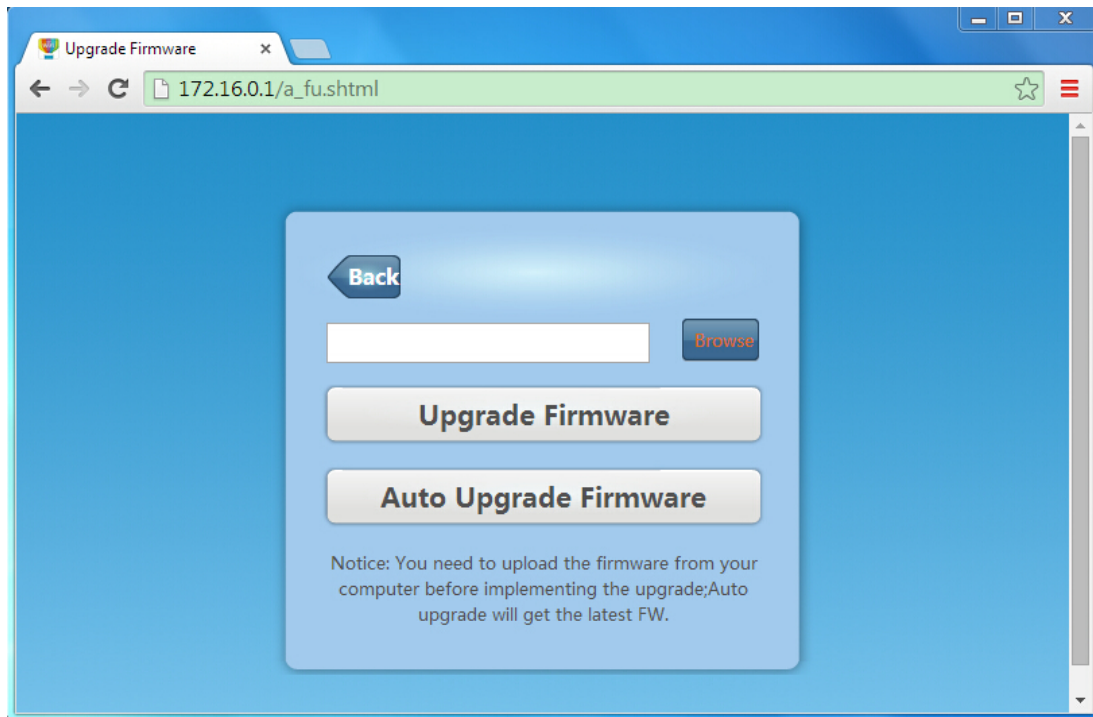 Upgrade Firmware
172.16.0.1/a_fu.shtml
Back
Browse
Upgrade Firmware
Auto Upgrade Firmware
Notice: You need to upload the firmware from your
computer before implementing the upgrade;Auto
upgrade will get the latest FW.